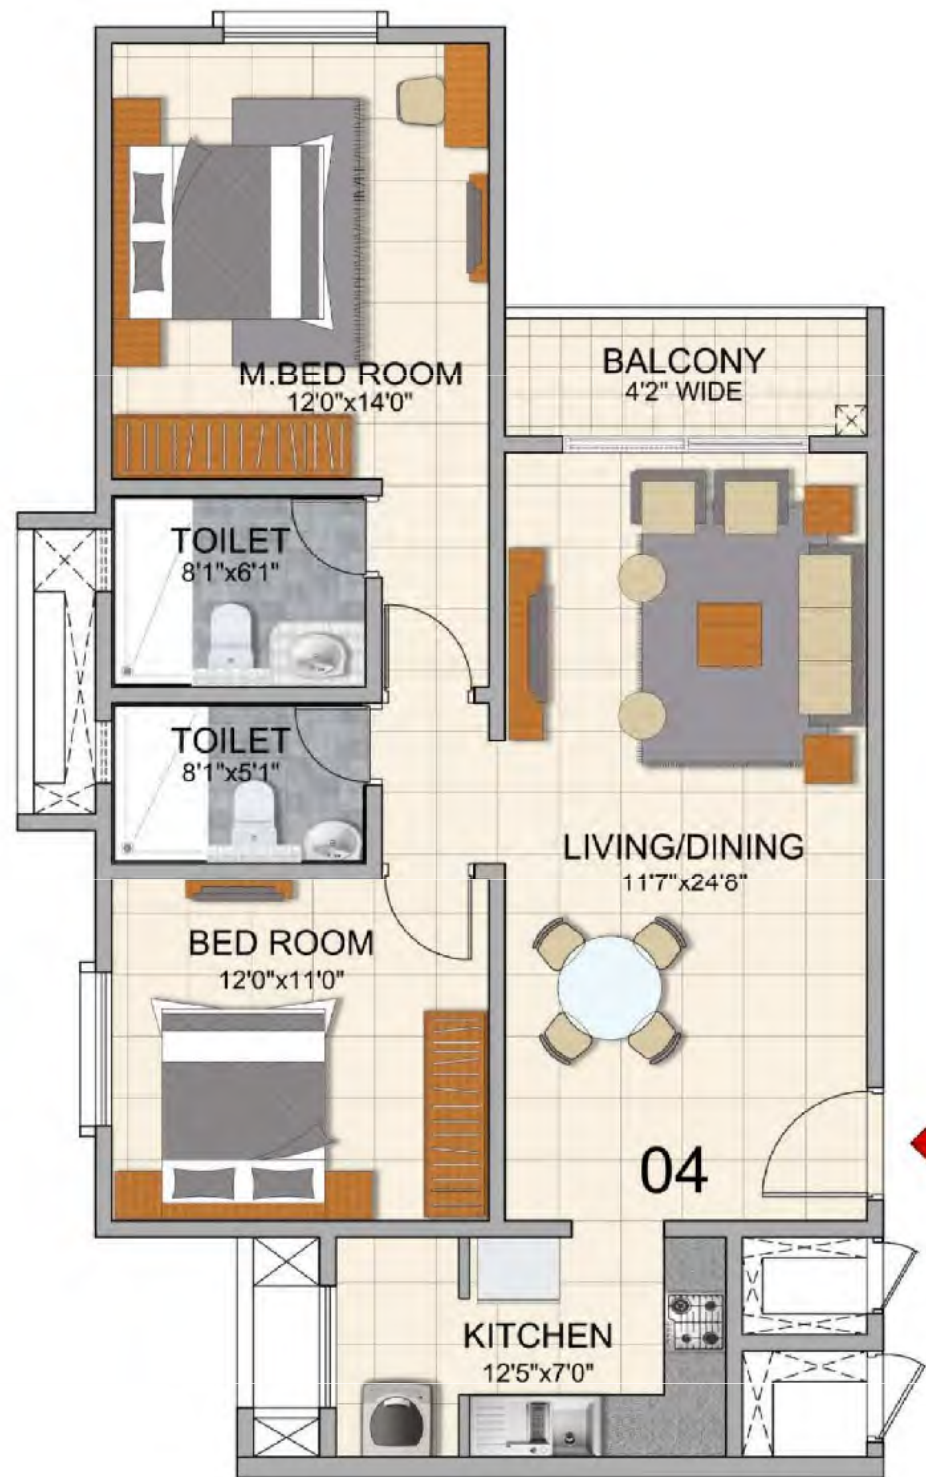 M.BED ROOM
12'0"x14'0"
BALCONY
4'2" WIDE
TOILET
8'1"x6'1"
TOILET
8'1"x5'1"
LIVING/DINING
11'7"x24'8"
BED ROOM
12'0"x11'0"
04
KITCHEN
12'5"x7'0"